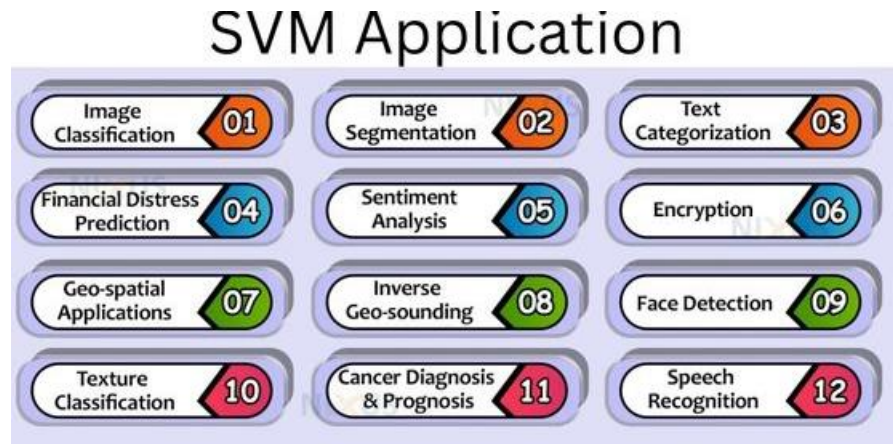 SVM Application
Image
Classification
01
Image
Segmentation
02
Text
Categorization
03
Financial Distress
Prediction
04
Sentiment
Analysis
05
Encryption
06
Geo-spatial
Applications
07
Inverse
Geo-sounding
08
Face Detection
09
Texture
Classification
10
Cancer Diagnosis
& Prognosis
11
Speech
Recognition
12